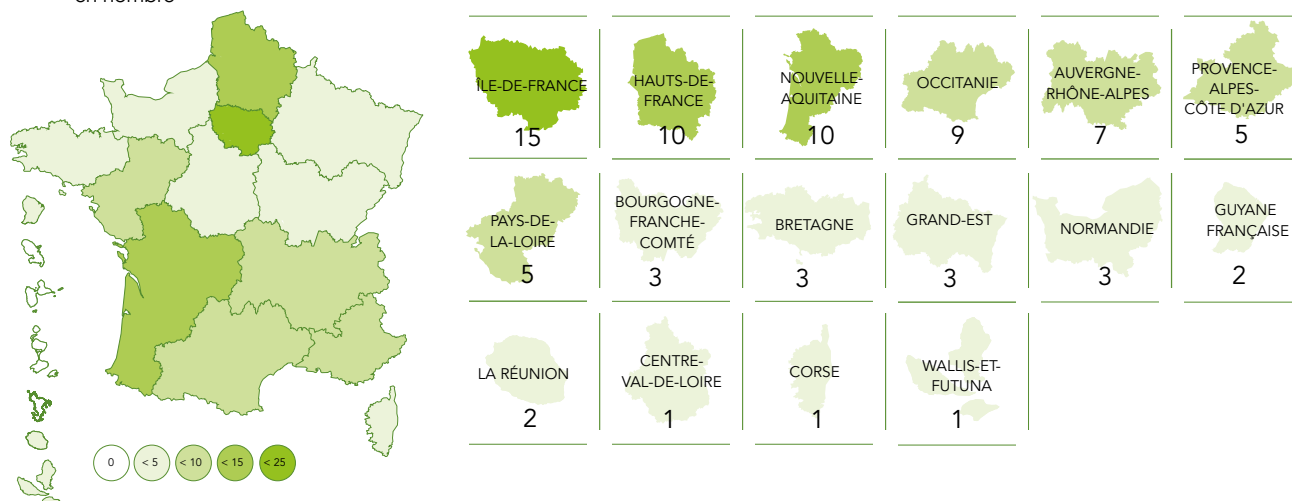 en nombre
ÎLE-DE-FRANCE
15
HAUTS-DE-
FRANCE
10
NOUVELLE-
AQUITAINE
10
OCCITANIE
9
AUVERGNE-
RHÔNE-ALPES
7
PROVENCE-
ALPES-
CÔTE D'AZUR
5
PAYS-DE-
LA-LOIRE
5
BOURGOGNE-
FRANCHE-
COMTÉ
3
BRETAGNE
3
GRAND-EST
3
NORMANDIE
3
GUYANE
FRANÇAISE
2
LA RÉUNION
2
CENTRE-
VAL-DE-LOIRE
1
CORSE
1
WALLIS-ET-
FUTUNA
1
0 < 5 < 10 < 15 < 25